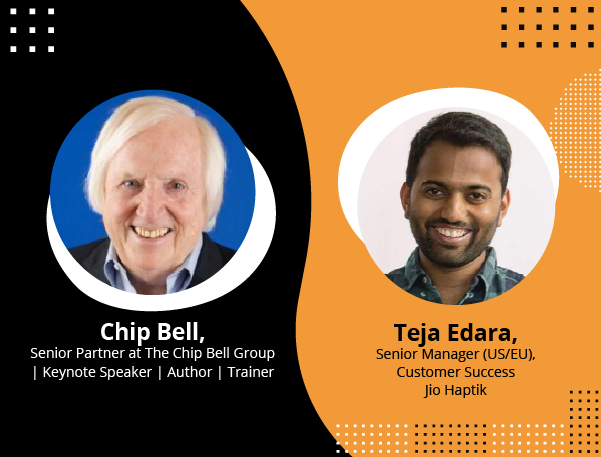 Chip Bell,
Senior Partner at The Chip Bell Group
| Keynote Speaker | Author | Trainer
Teja Edara,
Senior Manager (US/EU),
Customer Success
Jio Haptik